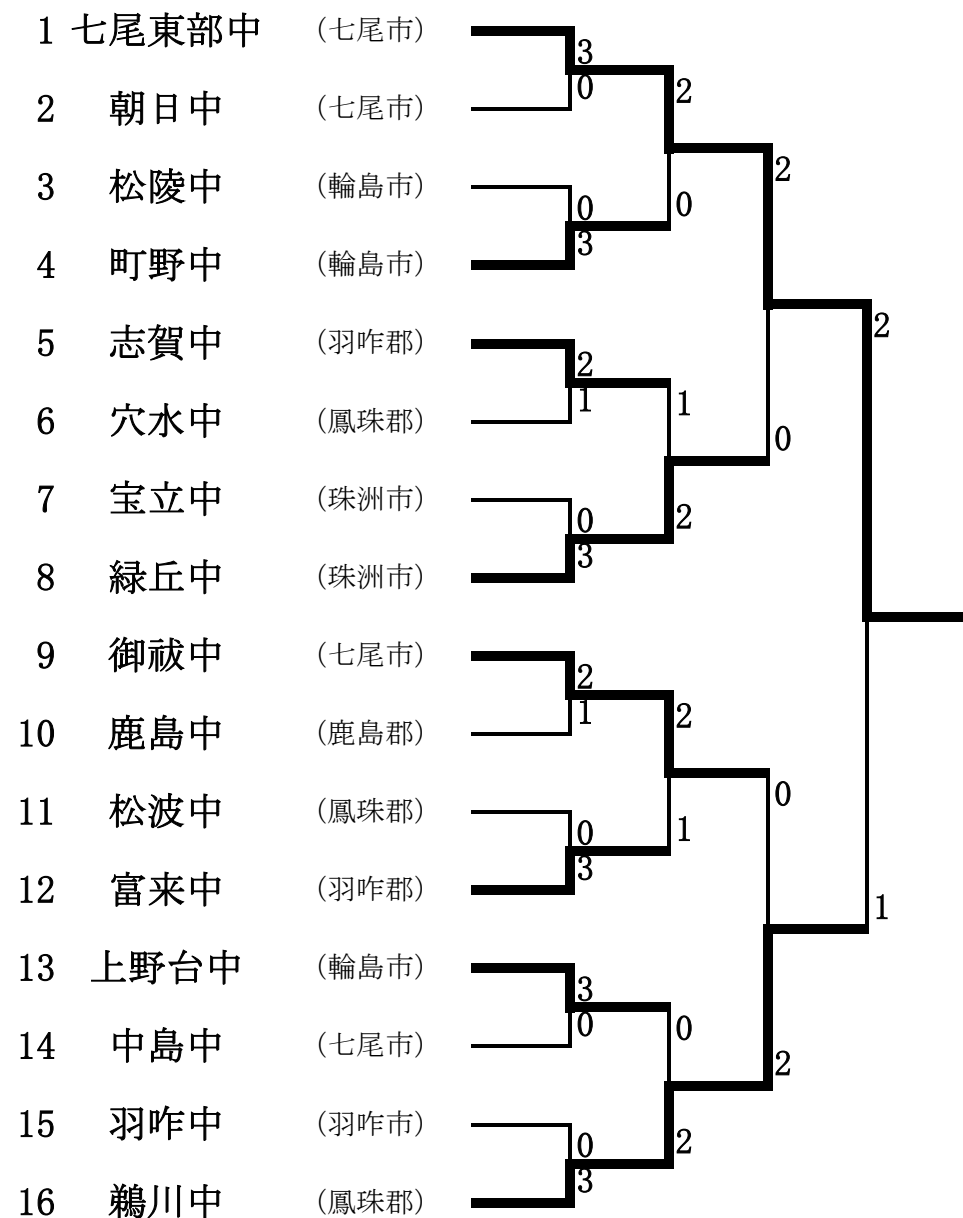 1 七尾東部中 （七尾市）
3
2
0
2 朝日中 （七尾市）
2
3 松陵中 （輪島市）
0
0
3
4 町野中 （輪島市）
2
5 志賀中 （羽咋郡）
2
1
1
6 穴水中 （鳳珠郡）
0
7 宝立中 （珠洲市）
0
2
3
8 緑丘中 （珠洲市）
9 御祓中 （七尾市）
2
1
2
10 鹿島中 （鹿島郡）
0
11 松波中 （鳳珠郡）
0
1
3
12 富来中 （羽咋郡）
1
13 上野台中 （輪島市）
3
0
0
14 中島中 （七尾市）
2
15 羽咋中 （羽咋市）
0
2
3
16 鵜川中 （鳳珠郡）